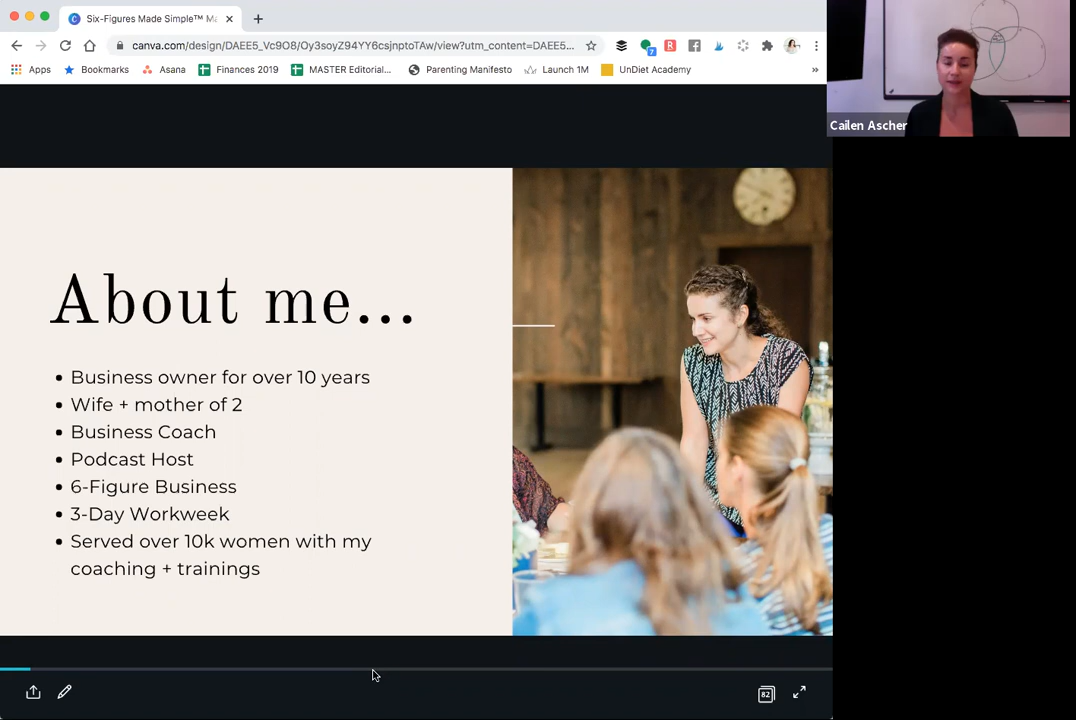 Six-Figures Made Simple™ Ma
canva.com/design/DAEE5_Vc9O8/Oy3soyZ94YY6csjnptoTAw/view?utm_content=DAEE5...
Apps
Bookmarks
Asana
Finances 2019
MASTER Editorial...
Parenting Manifesto
Launch 1M
UnDiet Academy
»
Cailen Ascher
About me...
• Business owner for over 10 years
• Wife + mother of 2
• Business Coach
• Podcast Host
• 6-Figure Business
• 3-Day Workweek
• Served over 10k women with my
coaching + trainings
82